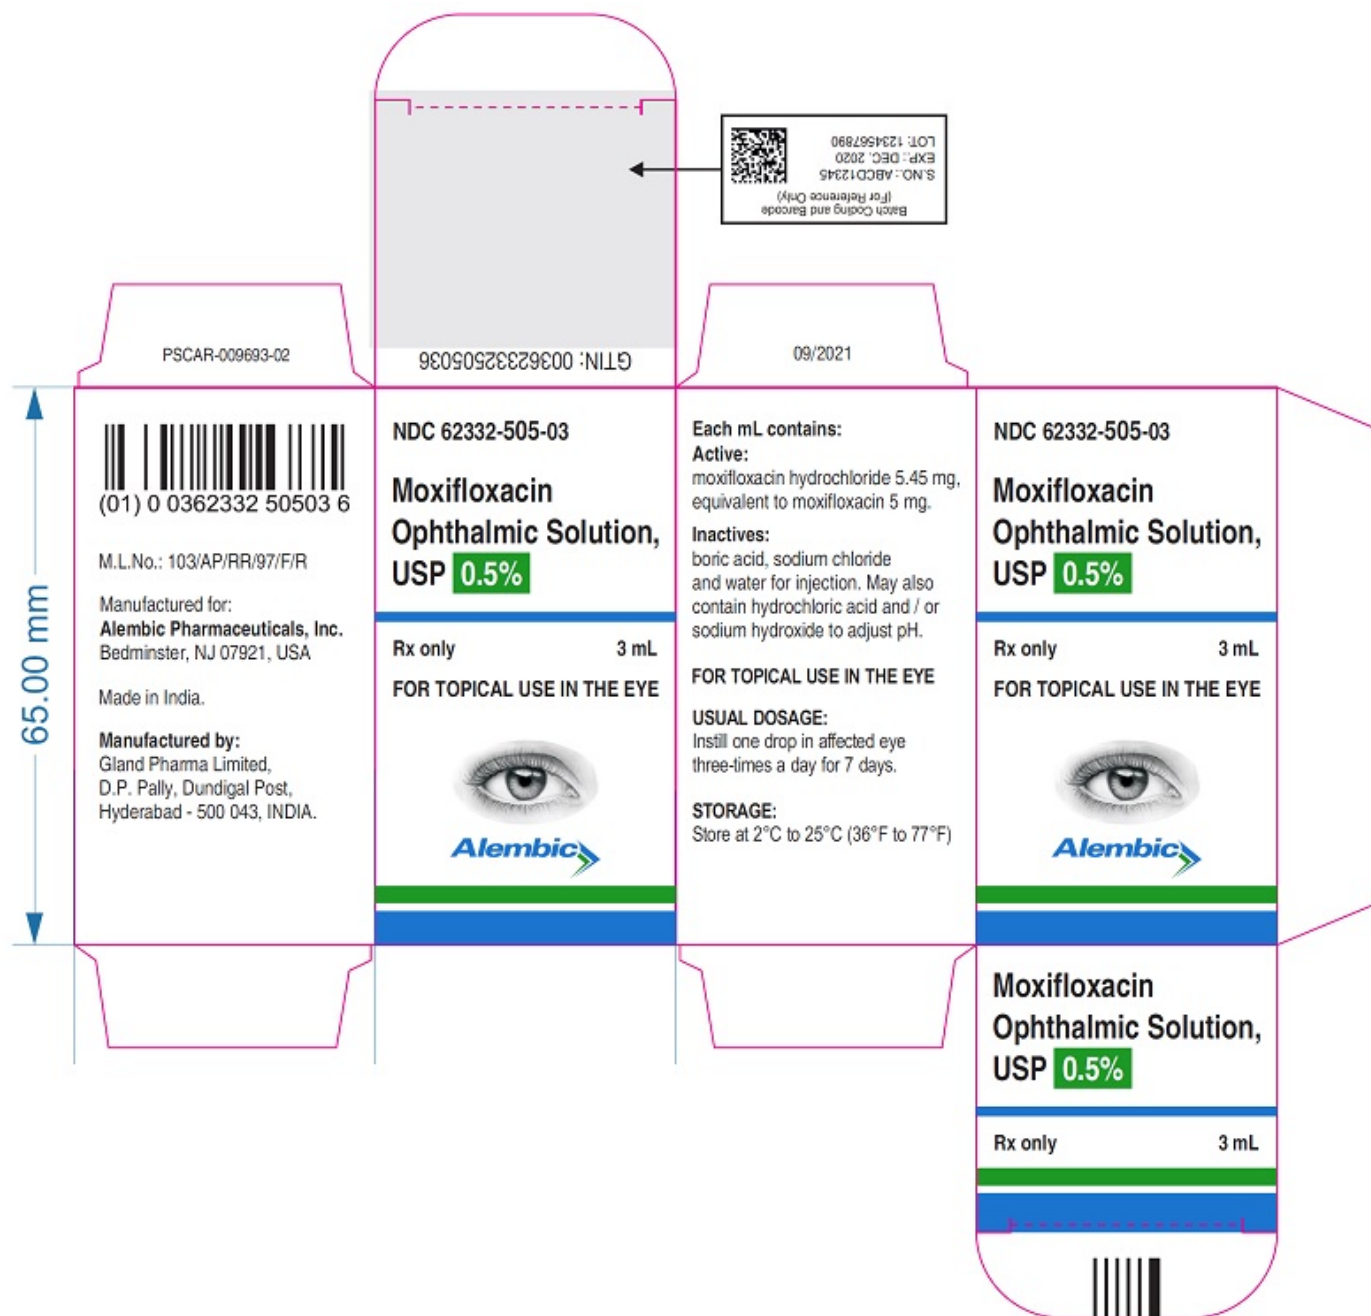 LOT: 1234567890
EXP.: DEC. 2020
S.NO.: ABCD12345
(For Reference Only)
Batch Coding and Barcode
PSCAR-009693-02
GTIN: 00362332505036
09/2021
65.00 mm
(01) 0 0362332 50503 6
M.L.No.: 103/AP/RR/97/F/R
Manufactured for:
Alembic Pharmaceuticals, Inc.
Bedminster, NJ 07921, USA
Made in India.
Manufactured by:
Gland Pharma Limited,
D.P. Pally, Dundigal Post,
Hyderabad - 500 043, INDIA.
NDC 62332-505-03
Moxifloxacin
Ophthalmic Solution,
USP 0.5%
Rx only 3 mL
FOR TOPICAL USE IN THE EYE
Alembic
Each mL contains:
Active:
moxifloxacin hydrochloride 5.45 mg,
equivalent to moxifloxacin 5 mg.
Inactives:
boric acid, sodium chloride
and water for injection. May also
contain hydrochloric acid and / or
sodium hydroxide to adjust pH.
FOR TOPICAL USE IN THE EYE
USUAL DOSAGE:
Instill one drop in affected eye
three-times a day for 7 days.
STORAGE:
Store at 2°C to 25°C (36°F to 77°F)
NDC 62332-505-03
Moxifloxacin
Ophthalmic Solution,
USP 0.5%
Rx only 3 mL
FOR TOPICAL USE IN THE EYE
Alembic
Moxifloxacin
Ophthalmic Solution,
USP 0.5%
Rx only 3 mL